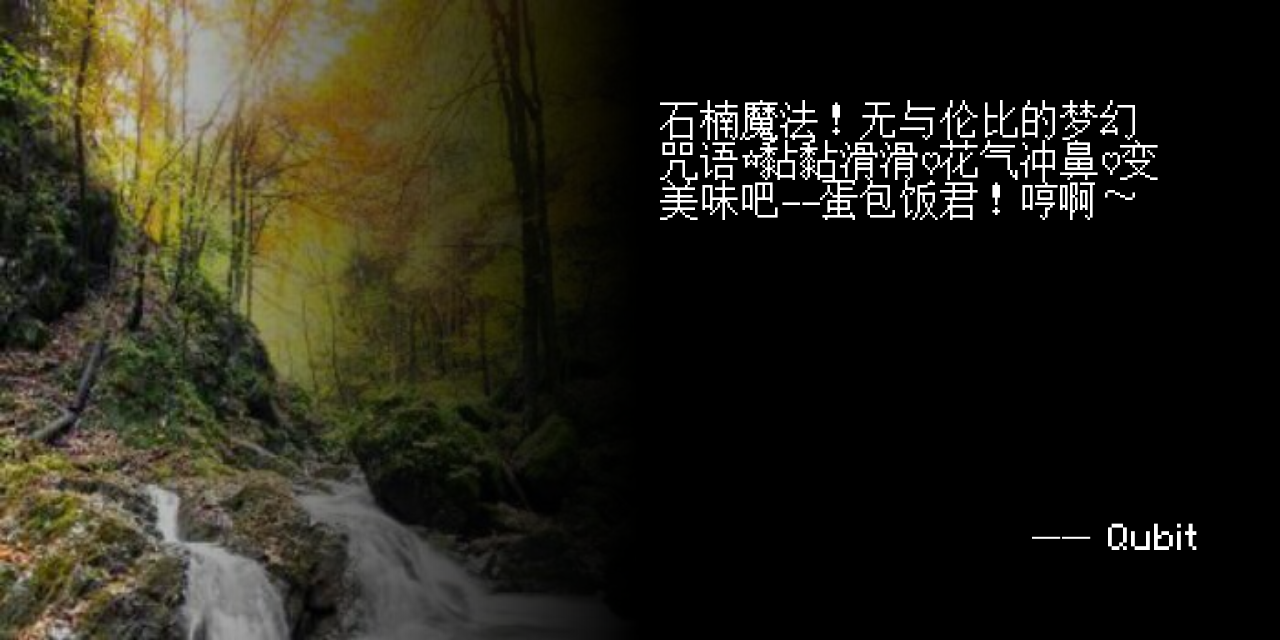 石楠魔法！无与伦比的梦幻
咒语☆黏黏滑滑♡花气冲鼻♡变
美味吧——蛋包饭君！哼啊～
—— Qubit